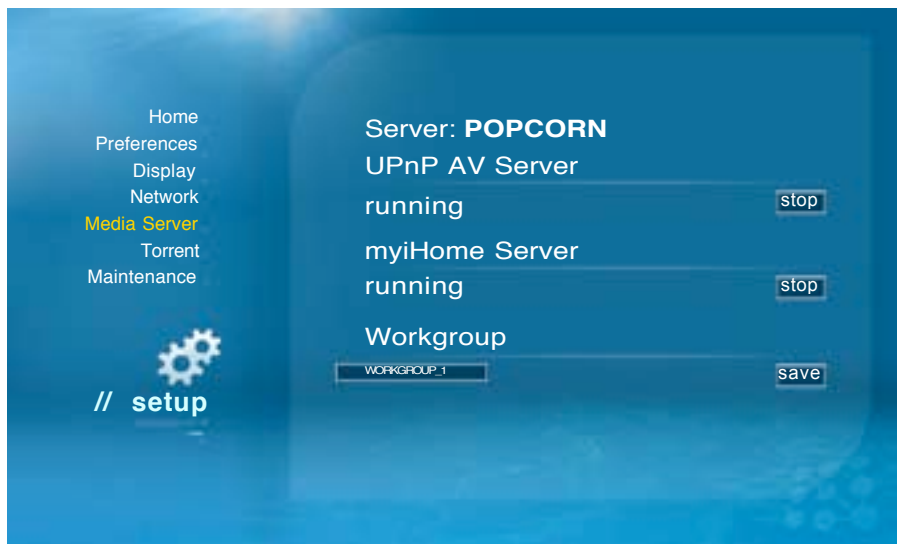 Home
Preferences
Display
Network
Media Server
Torrent
Maintenance
// setup
Server: POPCORN
UPnP AV Server
running
stop
myiHome Server
running
stop
Workgroup
WORKGROUP_1
save